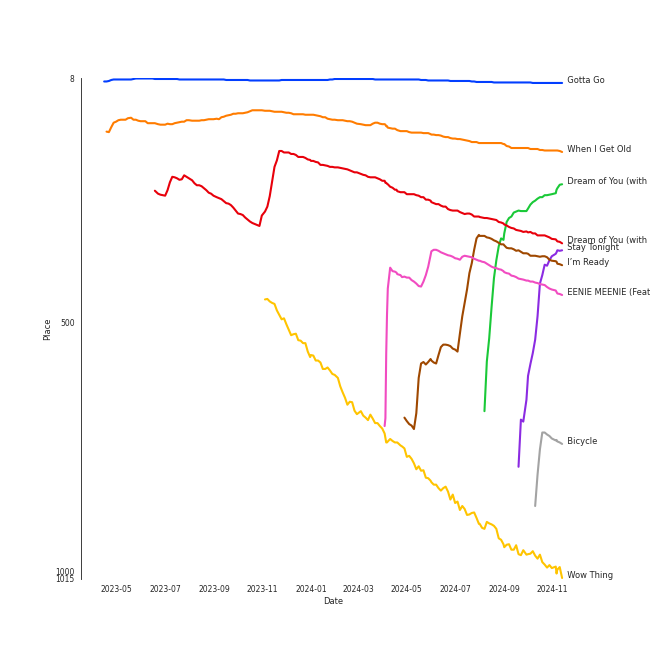 8
Gotta Go
When I Get Old
Dream of You (with
Dream of You (with
Stay Tonight
I'm Ready
EENIE MEENIE (Feat
500
Place
Bicycle
1000
1015
Wow Thing
2023-05 2023-07 2023-09 2023-11 2024-01 2024-03 2024-05 2024-07 2024-09 2024-11
Date